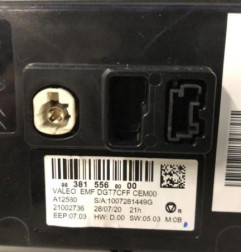 98 381 556 80 00
VALEO EMF DGT7CFF CEM00
A12580 S/A:1007281449G
21002736 28/07/20 21h
EEP:07.03 HW:D.00 SW:05.03 M:0B